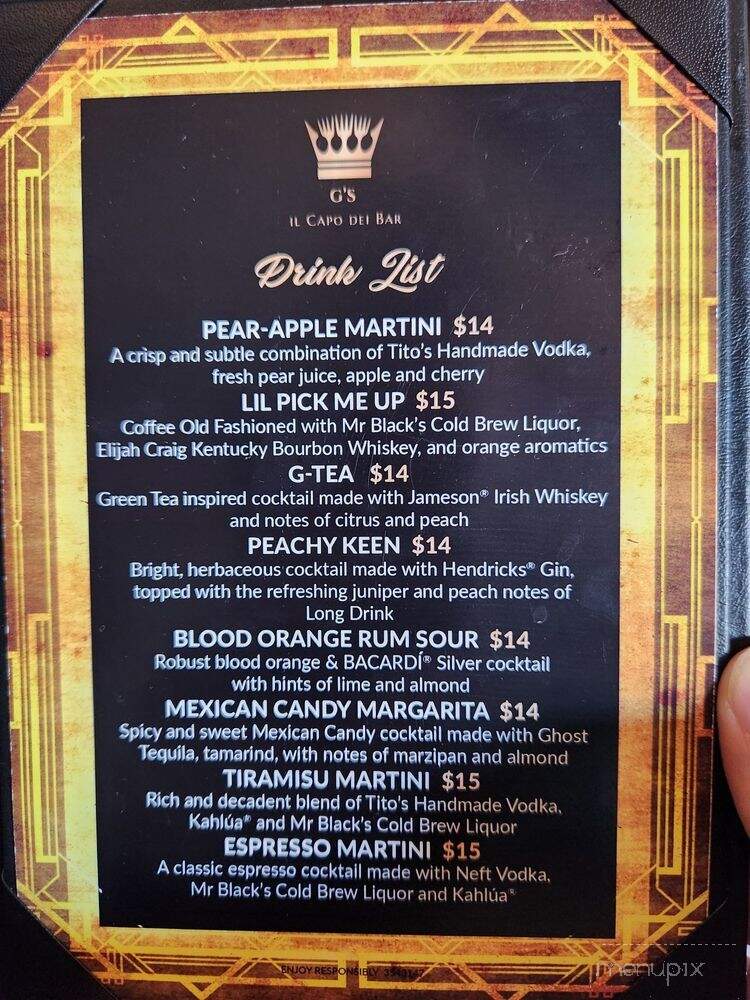 G'S
IL CAPO DEI BAR
Drink List
PEAR-APPLE MARTINI $14
A crisp and subtle combination of Tito's Handmade Vodka,
fresh pear juice, apple and cherry
LIL PICK ME UP $15
Coffee Old Fashioned with Mr Black's Cold Brew Liquor,
Elijah Craig Kentucky Bourbon Whiskey, and orange aromatics
G-TEA $14
Green Tea inspired cocktail made with Jameson® Irish Whiskey
and notes of citrus and peach
PEACHY KEEN $14
Bright, herbaceous cocktail made with Hendricks® Gin,
topped with the refreshing juniper and peach notes of
Long Drink
BLOOD ORANGE RUM SOUR $14
Robust blood orange & BACARDÍ® Silver cocktail
with hints of lime and almond
MEXICAN CANDY MARGARITA $14
Spicy and sweet Mexican Candy cocktail made with Ghost
Tequila, tamarind, with notes of marzipan and almond
TIRAMISU MARTINI $15
Rich and decadent blend of Tito's Handmade Vodka,
Kahlúa® and Mr Black's Cold Brew Liquor
ESPRESSO MARTINI $15
A classic espresso cocktail made with Neft Vodka,
Mr Black's Cold Brew Liquor and Kahlúa®
ENJOY RESPONSIBLY
menupix